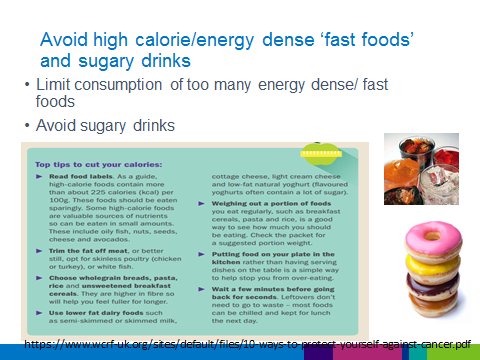 Avoid high calorie/energy dense ‘fast foods’
and sugary drinks
• Limit consumption of too many energy dense/ fast
foods
• Avoid sugary drinks
Top tips to cut your calories:
► Read food labels. As a guide,
high-calorie foods contain more
than about 225 calories (kcal) per
100g. These foods should be eaten
sparingly. Some high-calorie foods
are valuable sources of nutrients
so can be eaten in small amounts.
These include oily fish, nuts, seeds,
cheese and avocados.
► Trim the fat off meat, or better
still, opt for skinless poultry (chicken
or turkey), or white fish.
► Choose wholegrain breads, pasta,
rice and unsweetened breakfast
cereals. They are higher in fibre so
will help you feel fuller for longer.
► Use lower fat dairy foods such
as semi-skimmed or skimmed milk,
cottage cheese, light cream cheese
and low-fat natural yoghurt (flavoured
yoghurts often contain a lot of sugar).
► Weighing out a portion of foods
you eat regularly, such as breakfast
cereals, pasta and rice, is a good
way to see how much you should
be eating. Check the packet for
a suggested portion weight.
► Putting food on your plate in the
kitchen rather than having serving
dishes on the table is a simple way
to help stop you from over-eating.
► Wait a few minutes before going
back for seconds. Leftovers don’t
need to go to waste – most foods
can be chilled and kept for lunch
the next day.
https://www.wcrf-uk.org/sites/default/files/10-ways-to-protect-yourself-against-cancer.pdf